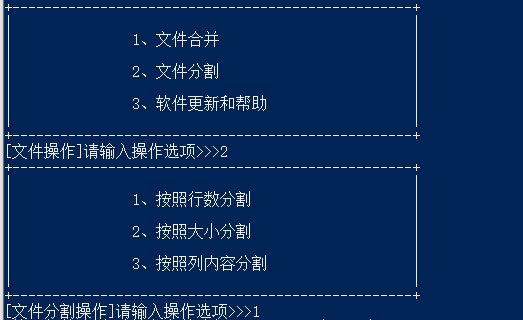 1、文件合并
2、文件分割
3、软件更新和帮助
[文件操作]请输入操作选项>>>2
1、按照行数分割
2、按照大小分割
3、按照列内容分割
[文件分割操作]请输入操作选项>>>1